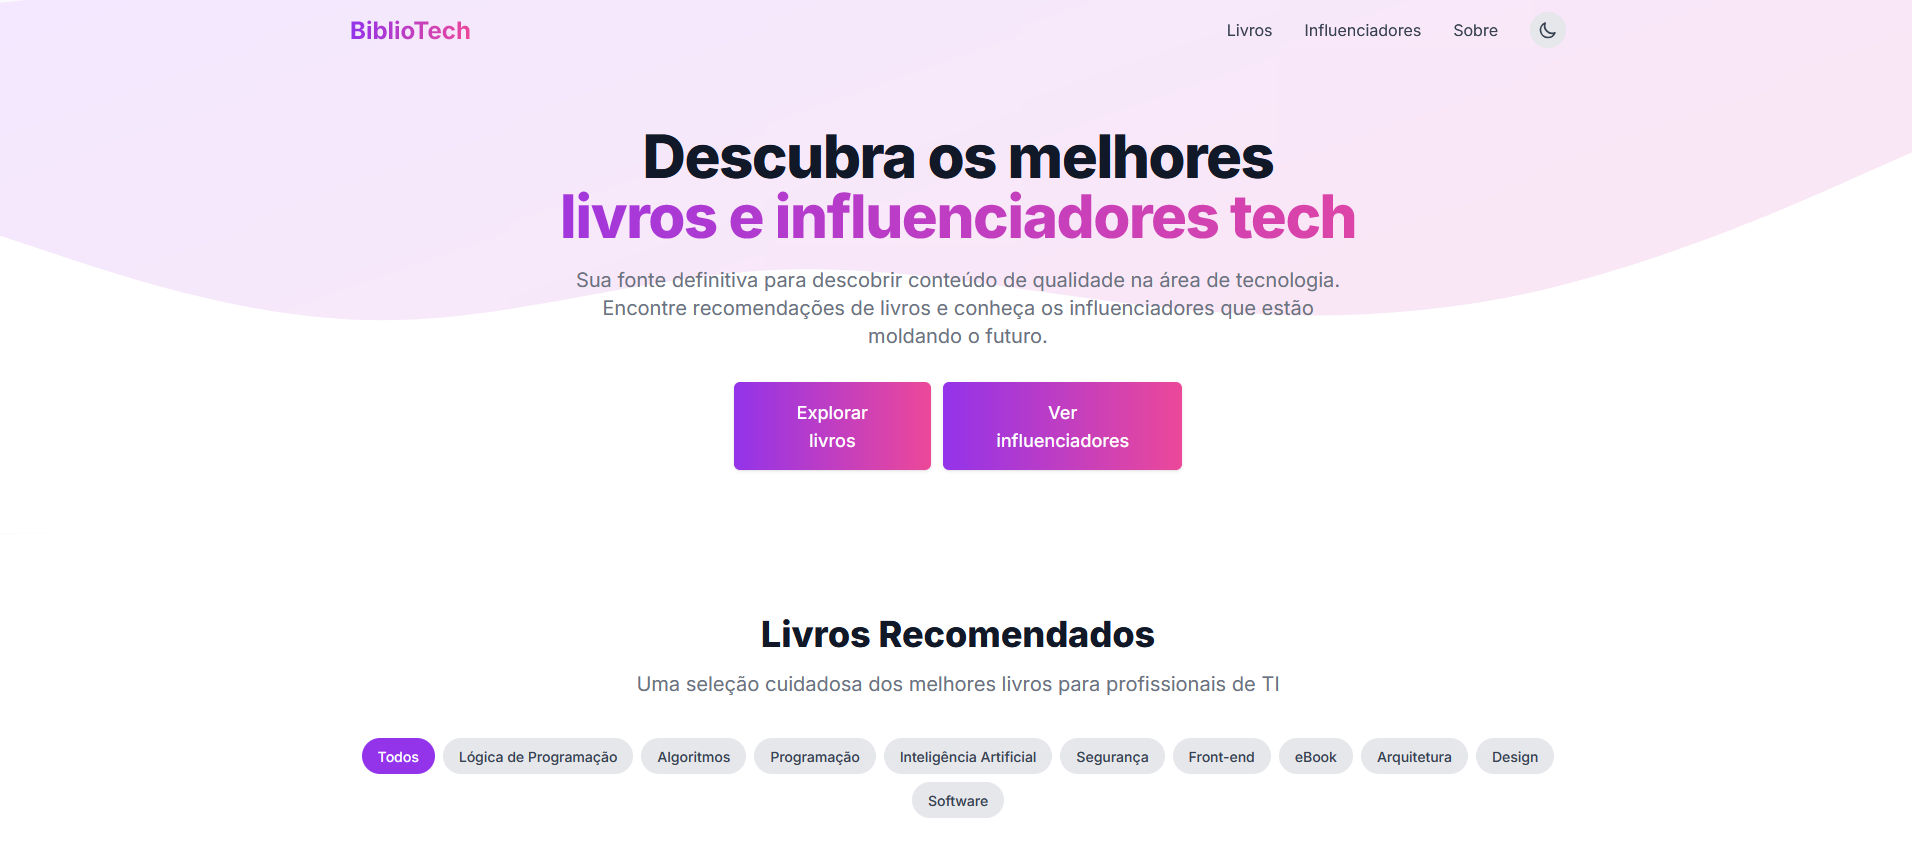 BiblioTech
Livros
Influenciadores
Sobre
Descubra os melhores
livros e influenciadores tech
Sua fonte definitiva para descobrir conteúdo de qualidade na área de tecnologia.
Encontre recomendações de livros e conheça os influenciadores que estão
moldando o futuro.
Explorar
livros
Ver
influenciadores
Livros Recomendados
Uma seleção cuidadosa dos melhores livros para profissionais de TI
Todos
Lógica de Programação
Algoritmos
Programação
Inteligência Artificial
Segurança
Front-end
eBook
Arquitetura
Design
Software